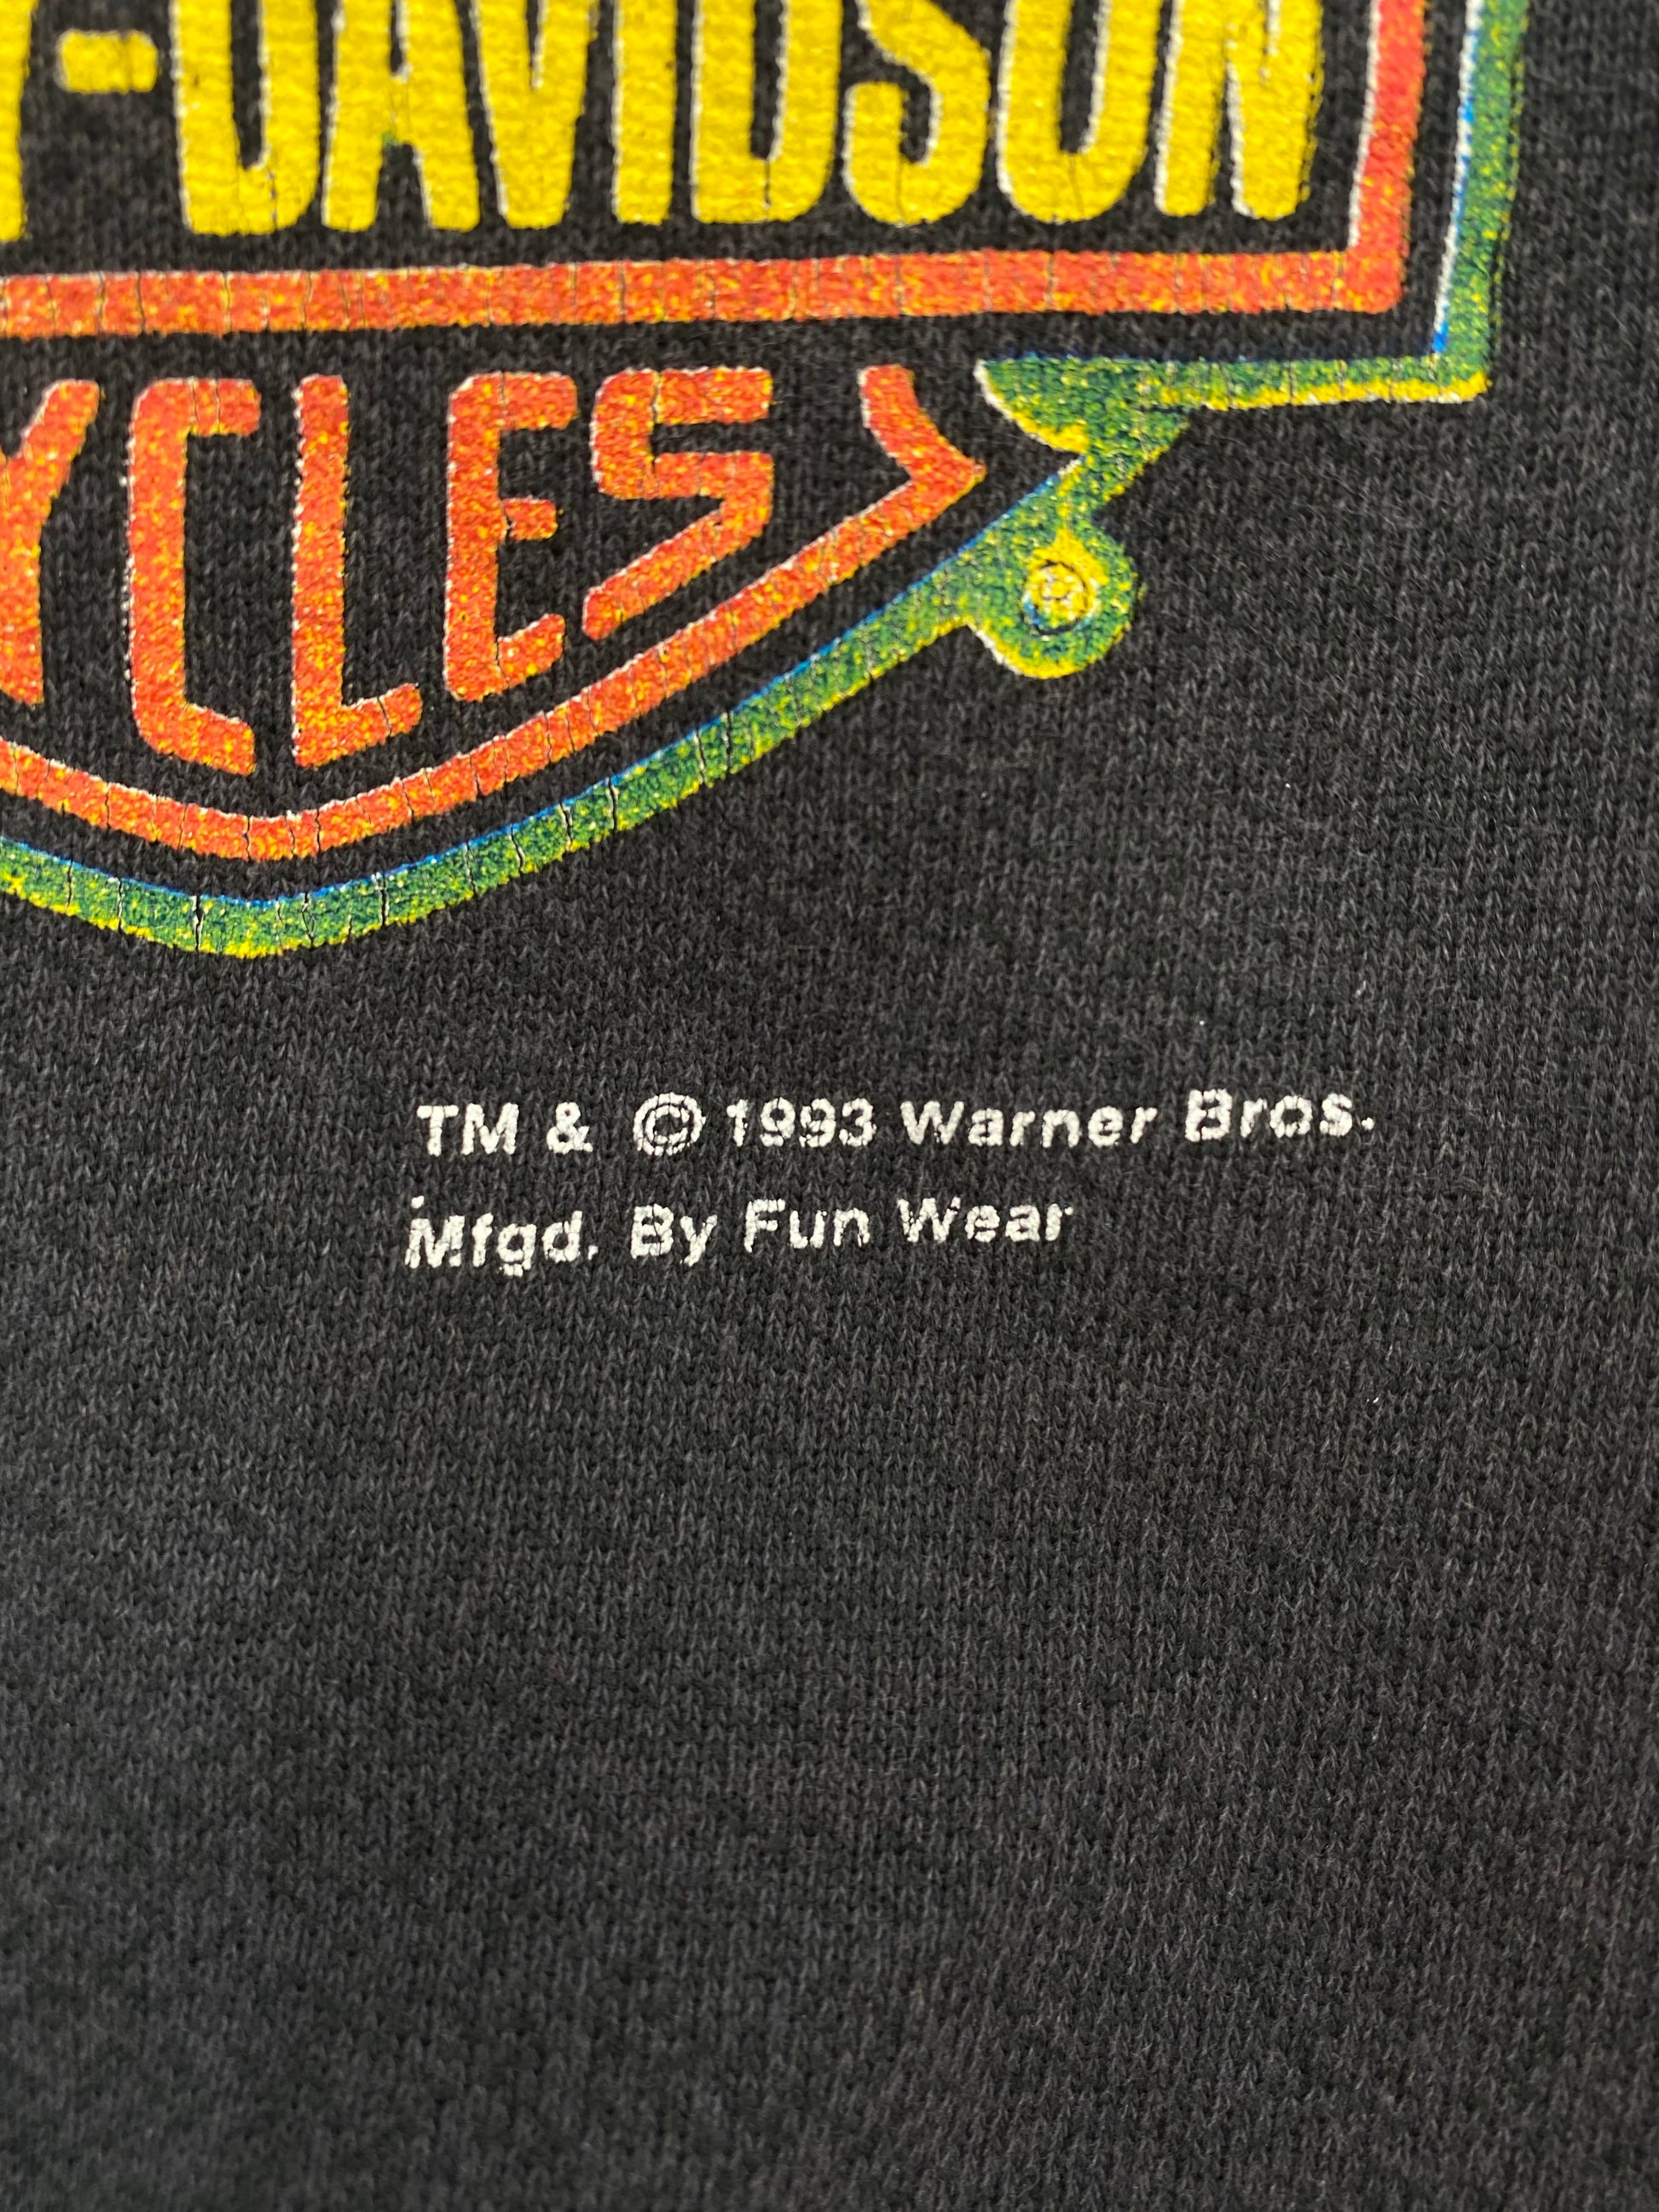 Y-DAVIDSON
YCLES
TM & © 1993 Warner Bros.
Mfgd. By Fun Wear